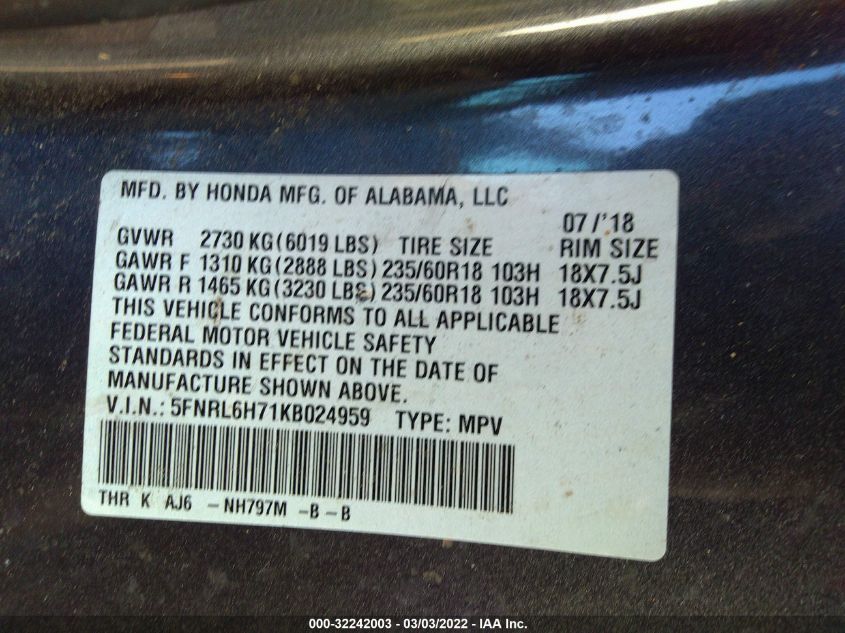 MFD. BY HONDA MFG. OF ALABAMA, LLC
07/'18
GVWR 2730 KG(6019 LBS) TIRE SIZE RIM SIZE
GAWR F 1310 KG(2888 LBS) 235/60R18 103H 18X7.5J
GAWR R 1465 KG(3230 LBS) 235/60R18 103H 18X7.5J
THIS VEHICLE CONFORMS TO ALL APPLICABLE
FEDERAL MOTOR VEHICLE SAFETY
STANDARDS IN EFFECT ON THE DATE OF
MANUFACTURE SHOWN ABOVE.
V.I.N.: 5FNRL6H71KB024959 TYPE: MPV
THR K AJ6 -NH797M -B-B
000-32242003 - 03/03/2022 - IAA Inc.